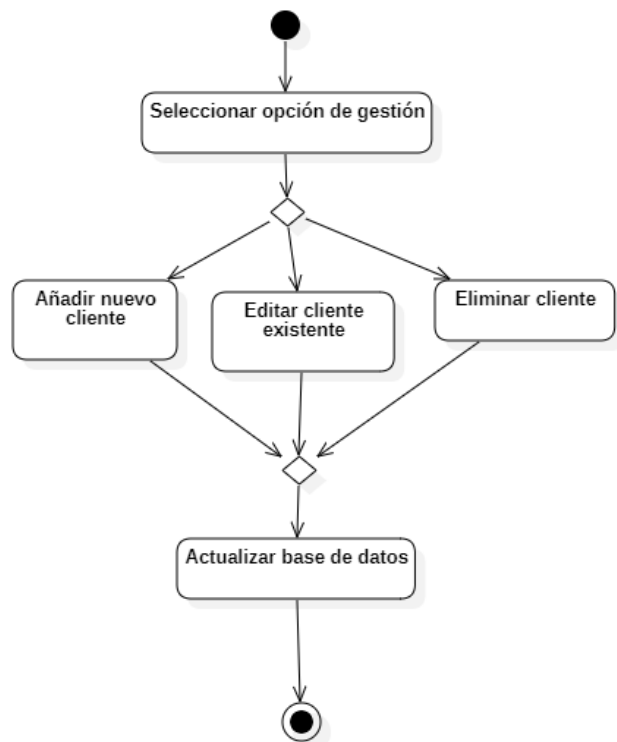 Seleccionar opción de gestión
Añadir nuevo
cliente
Editar cliente
existente
Eliminar cliente
Actualizar base de datos